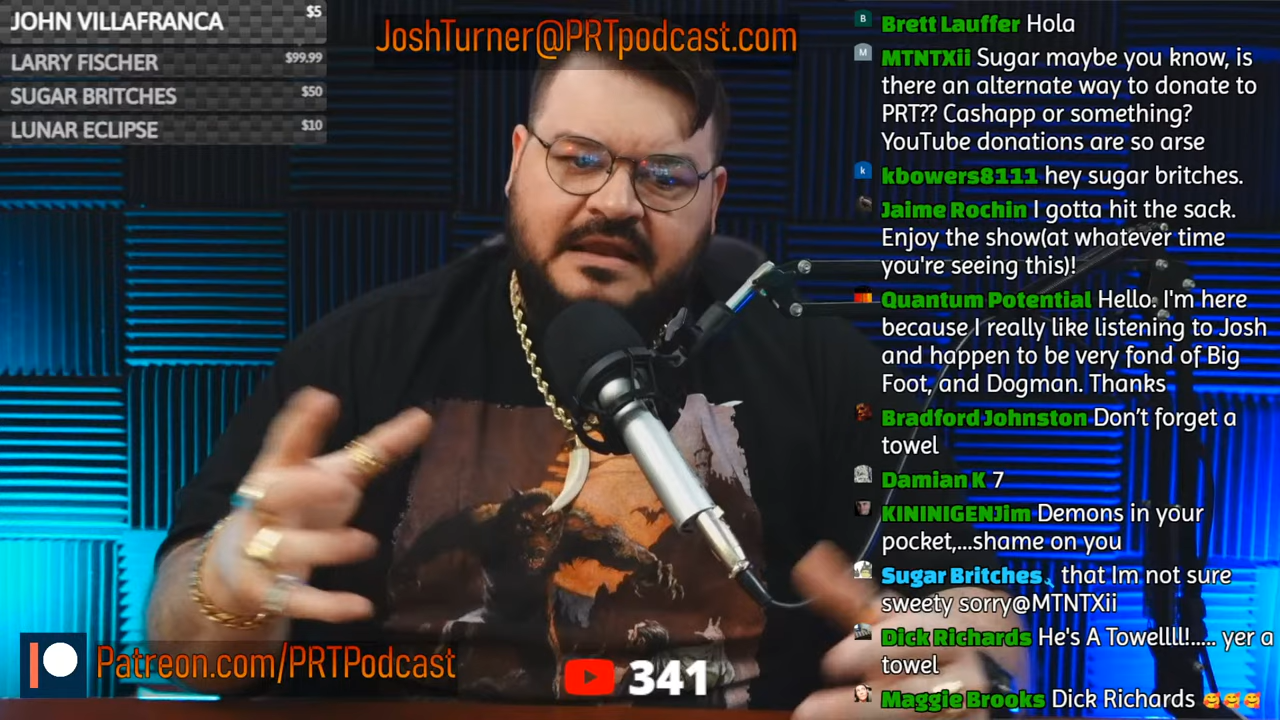 JOHN VILLAFRANCA $5
LARRY FISCHER $99.99
SUGAR BRITCHES $50
LUNAR ECLIPSE $10
JoshTurner@PRTpodcast.com
Brett Lauffer Hola
MTNTXii Sugar maybe you know, is
there an alternate way to donate to
PRT?? Cashapp or something?
YouTube donations are so arse
kbowers8111 hey sugar britches.
Jaime Rochin I gotta hit the sack.
Enjoy the show(at whatever time
you're seeing this)!
Quantum Potential Hello. I'm here
because I really like listening to Josh
and happen to be very fond of Big
Foot, and Dogman. Thanks
Bradford Johnston Don’t forget a
towel
Damian K 7
KININIGENJim Demons in your
pocket,...shame on you
Sugar Britches that Im not sure
sweety sorry@MTNTXii
Dick Richards He's A Towellll!..... yer a
towel
Maggie Brooks Dick Richards 🥰🥰🥰
Patreon.com/PRTPodcast
341